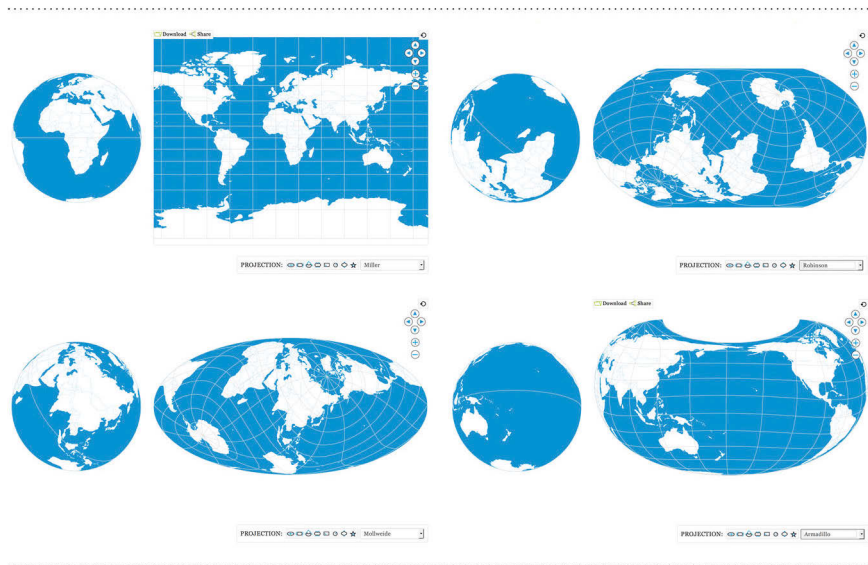 Download Share
PROJECTION: Miller
PROJECTION: Robinson
Download Share
PROJECTION: Mollweide
PROJECTION: Armadillo